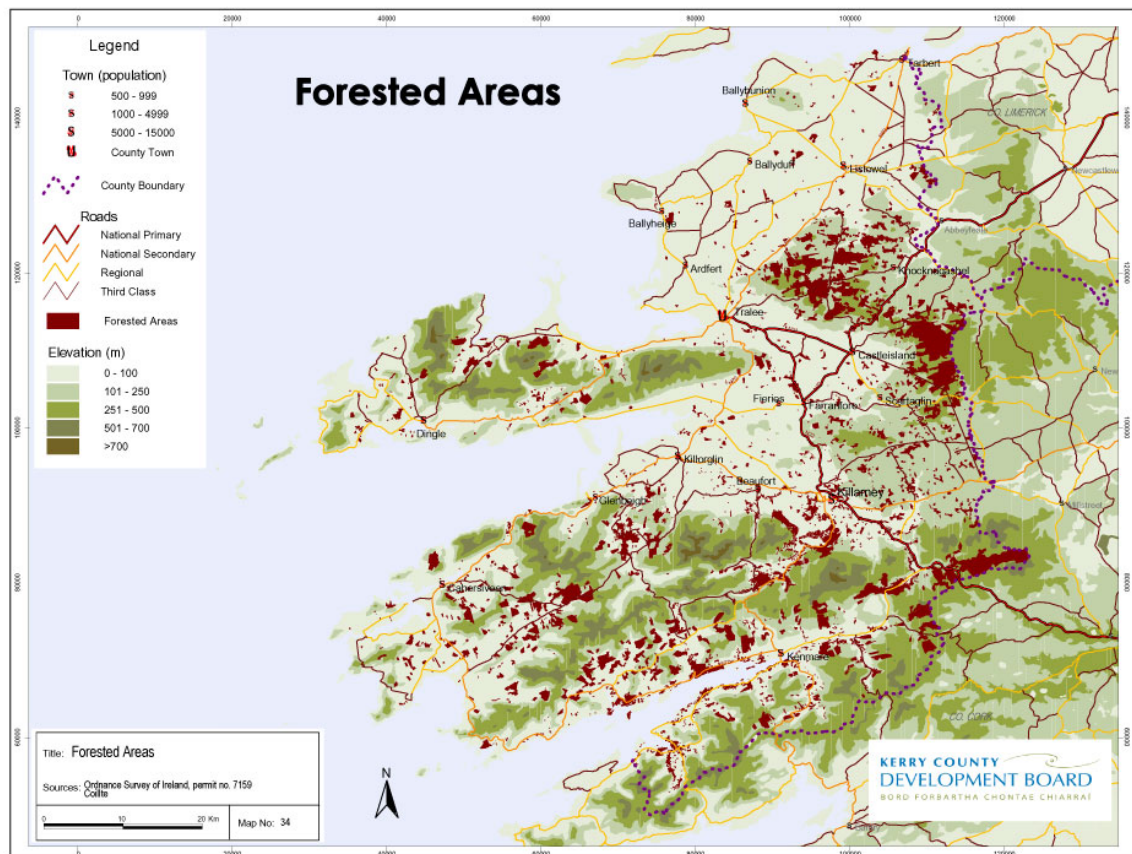 Forested Areas
Legend
Town (population)
500 - 999
1000 - 4999
5000 - 15000
County Town
County Boundary
Roads
National Primary
National Secondary
Regional
Third Class
Forested Areas
Elevation (m)
0 - 100
101 - 250
251 - 500
501 - 700
>700
0
20000
40000
60000
80000
100000
120000
140000
120000
100000
80000
60000
Tarbert
Ballybunion
CO. LIMERICK
Ballyduff
Listowel
Ballyheige
Abbeyfeale
Ardfert
Knocknagashel
Tralee
Castleisland
Fieries
Farranfore
Scartaglin
Dingle
Killorglin
Beaufort
Killarney
Glenbeigh
Millstreet
Cahersiveen
Kenmare
CO. CORK
Title: Forested Areas
Sources: Ordnance Survey of Ireland, permit no. 7159
Coillte
0 10 20 Km
Map No: 34
N
KERRY COUNTY
DEVELOPMENT BOARD
BORD FORBARTHA CHONTAE CHIARRAÍ